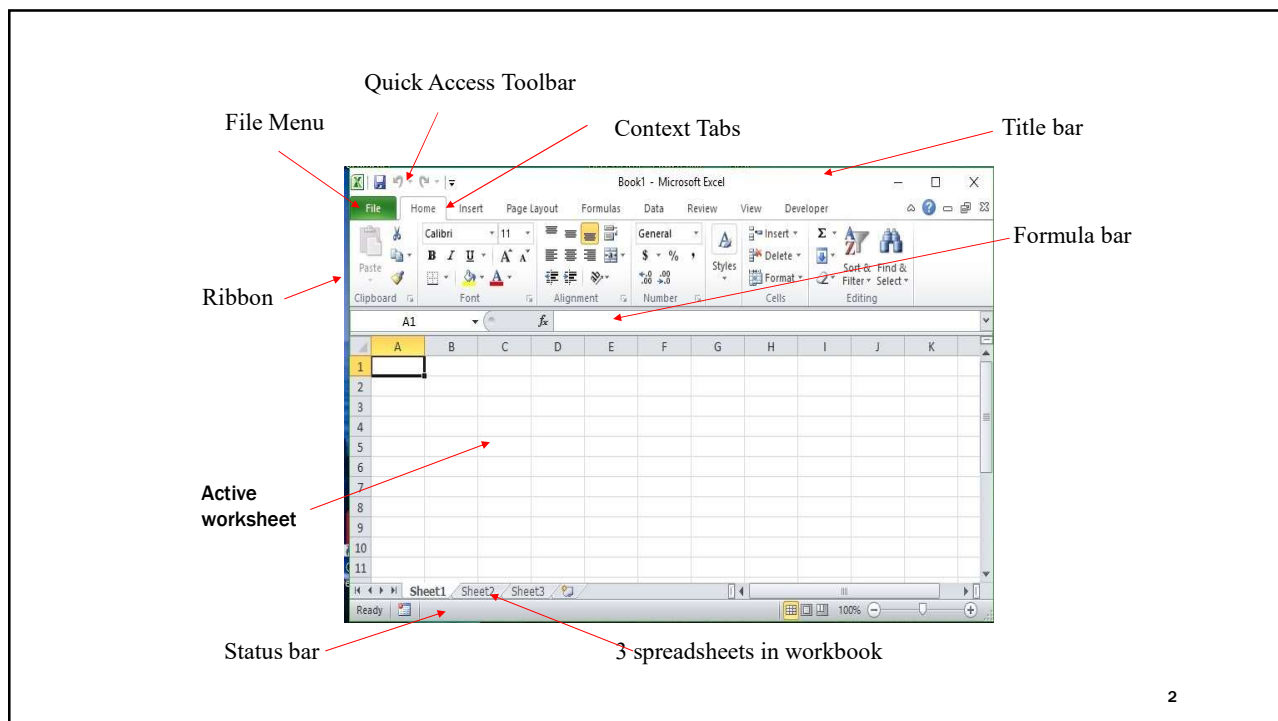 Quick Access Toolbar
File Menu
Context Tabs
Title bar
Book1 - Microsoft Excel
File Home Insert Page Layout Formulas Data Review View Developer
Calibri 11 General Insert
B I U A A $ % , Styles Delete
Paste A .00 .00 Format Sort & Filter Find & Select
Clipboard Font Alignment Number Cells Editing
Formula bar
Ribbon
A1 fx
A B C D E F G H I J K
1
2
3
4
5
6
7
8
9
10
11
Active
worksheet
Sheet1 Sheet2 Sheet3
Ready 100%
Status bar
3 spreadsheets in workbook
2